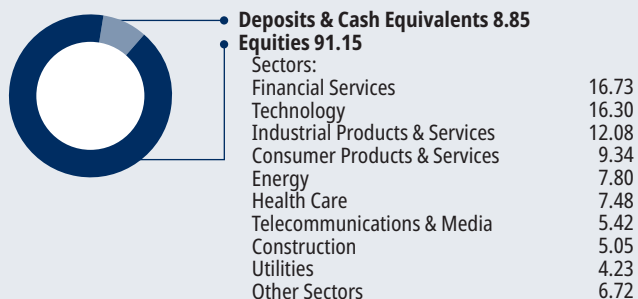 Deposits & Cash Equivalents 8.85
Equities 91.15
Sectors:
Financial Services 16.73
Technology 16.30
Industrial Products & Services 12.08
Consumer Products & Services 9.34
Energy 7.80
Health Care 7.48
Telecommunications & Media 5.42
Construction 5.05
Utilities 4.23
Other Sectors 6.72